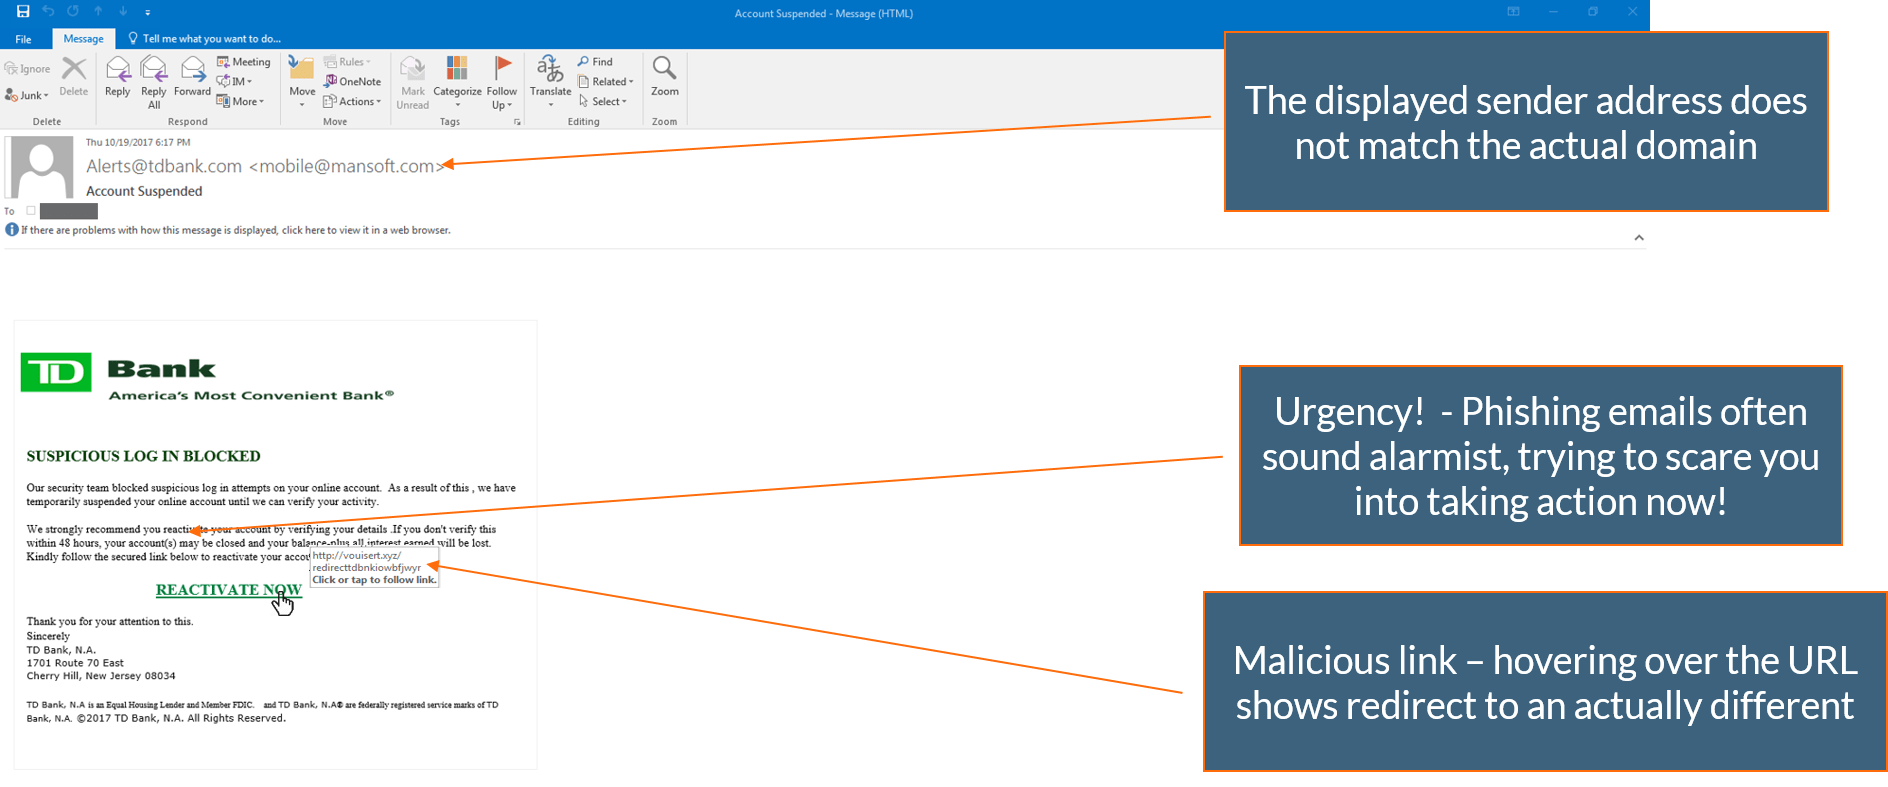 Account Suspended - Message (HTML)
File
Message
Tell me what you want to do...
Ignore
Junk
Delete
Delete
Reply
Reply All
Forward
Meeting
IM
More
Respond
Move
Rules
OneNote
Actions
Move
Mark Unread
Categorize
Follow Up
Tags
Translate
Find
Related
Select
Editing
Zoom
Zoom
Thu 10/19/2017 6:17 PM
Alerts@tdbank.com <mobile@mansoft.com>
Account Suspended
To
If there are problems with how this message is displayed, click here to view it in a web browser.
The displayed sender address does
not match the actual domain
TD Bank
America's Most Convenient Bank®
SUSPICIOUS LOG IN BLOCKED
Our security team blocked suspicious log in attempts on your online account. As a result of this , we have
temporarily suspended your online account until we can verify your activity.
We strongly recommend you reactivate your account by verifying your details .If you don't verify this
within 48 hours, your account(s) may be closed and your balance-plus all interest earned will be lost.
Kindly follow the secured link below to reactivate your accou
http://vouisert.xyz/
redirecttdbnkiowbfjwyr
Click or tap to follow link.
REACTIVATE NOW
Thank you for your attention to this.
Sincerely
TD Bank, N.A.
1701 Route 70 East
Cherry Hill, New Jersey 08034
TD Bank, N.A is an Equal Housing Lender and Member FDIC. and TD Bank, N.A® are federally registered service marks of TD
Bank, N.A. ©2017 TD Bank, N.A. All Rights Reserved.
Urgency! - Phishing emails often
sound alarmist, trying to scare you
into taking action now!
Malicious link – hovering over the URL
shows redirect to an actually different